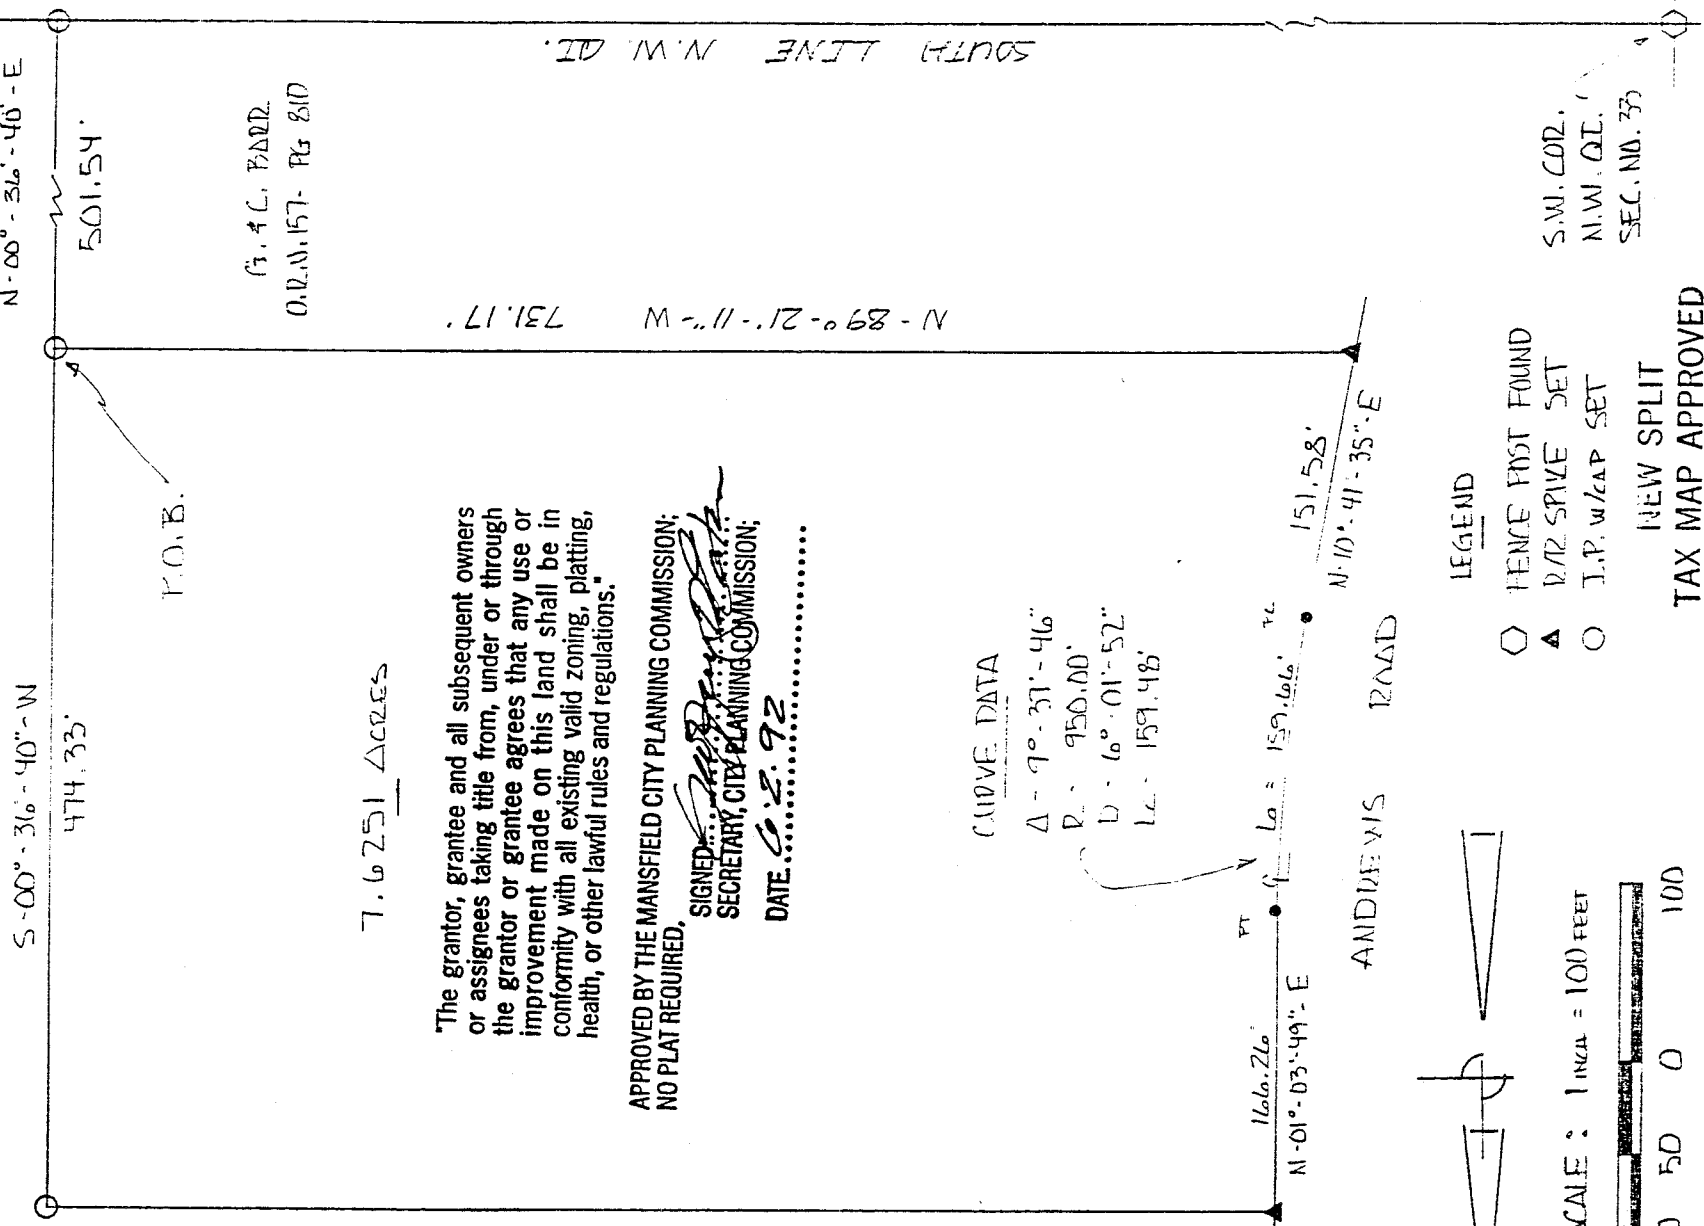 N-00°-36'-40"-E
501.54'
SOUTH LINE N.W. QT.
G. & C. BARR
O.R.V. 157- PG 810
S-00°-36'-40"-W
474.33'
P.O.B.
N-89°-21'-11"-W 731.17'
7.6251 ACRES
"The grantor, grantee and all subsequent owners
or assignees taking title from, under or through
the grantor or grantee agrees that any use or
improvement made on this land shall be in
conformity with all existing valid zoning, platting,
health, or other lawful rules and regulations."
APPROVED BY THE MANSFIELD CITY PLANNING COMMISSION;
NO PLAT REQUIRED.
SIGNED
SECRETARY, CITY PLANNING COMMISSION;
DATE. 6.2.92
CURVE DATA
Δ - 9°-37'-46"
R - 950.00'
D - 6°-01'-52"
Lc - 159.48'
La = 159.66'
PC
PT
151.58'
N-10°-41'-35"-E
166.26'
N-01°-03'-49"-E
ANDREWS ROAD
LEGEND
FENCE POST FOUND
R/R SPIKE SET
I.P. W/CAP SET
S.W. COR.
N.W. QT.
SEC. NO. 33
NEW SPLIT
TAX MAP APPROVED
CALE : 1 INCH = 100 FEET
0 50 0 100